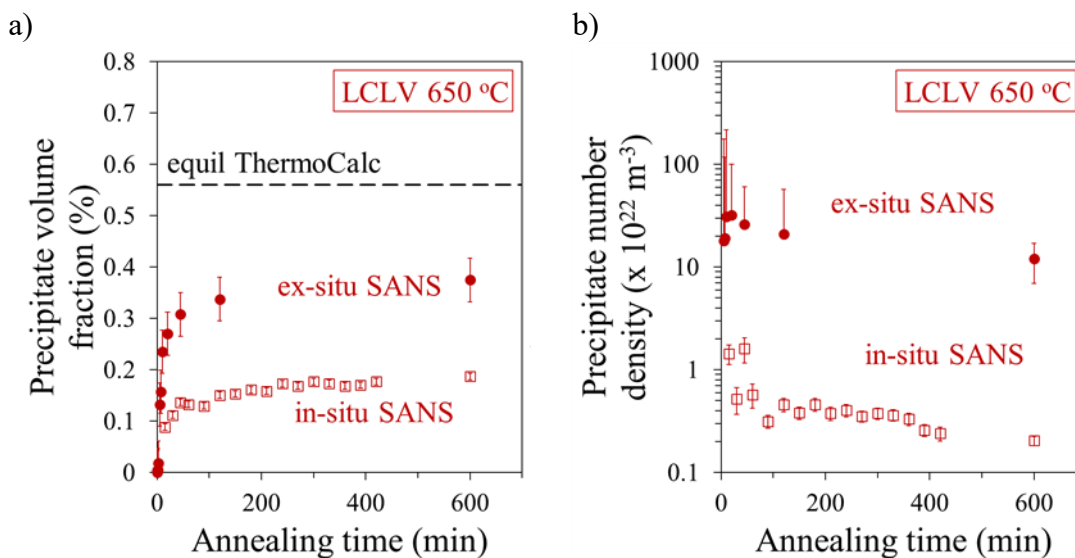 a)
0.8
0.7
0.6
0.5
0.4
0.3
0.2
0.1
0
Precipitate volume
fraction (%)
LCLV 650 °C
equil ThermoCalc
ex-situ SANS
in-situ SANS
0 200 400 600
Annealing time (min)
b)
1000
100
10
1
0.1
Precipitate number
density (x 10²² m⁻³)
LCLV 650 °C
ex-situ SANS
in-situ SANS
0 200 400 600
Annealing time (min)